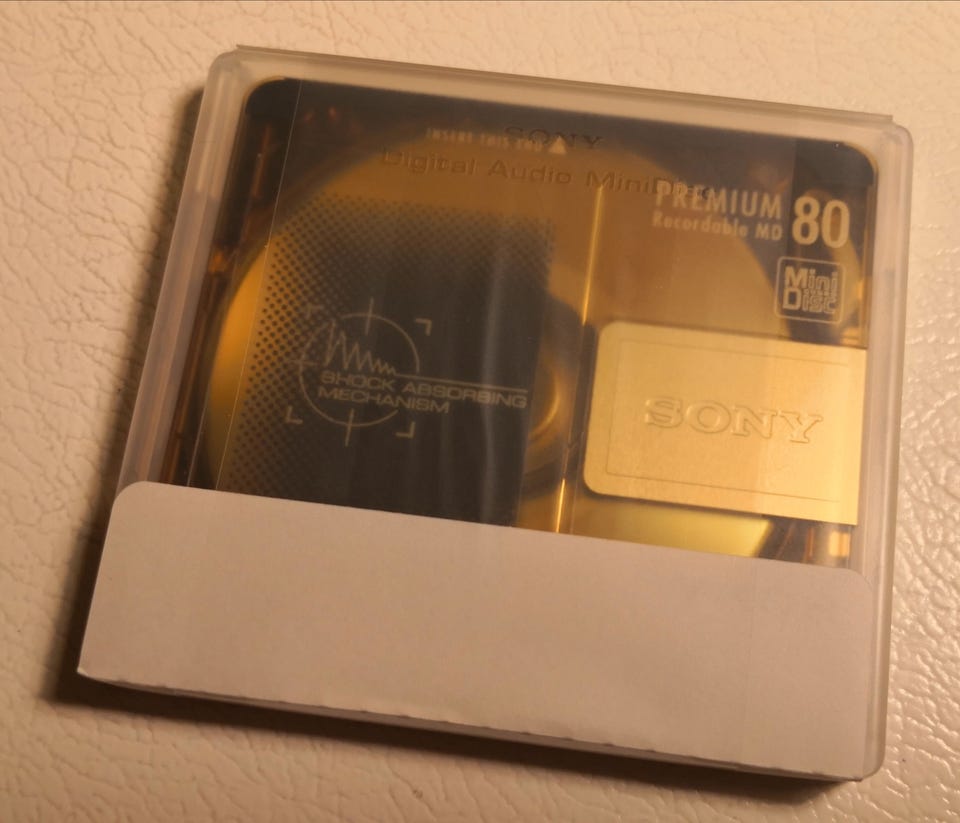 SONY
INSERT THIS END
Digital Audio MiniDisc
PREMIUM
Recordable MD
80
Mini
Disc
SHOCK ABSORBING
MECHANISM
SONY